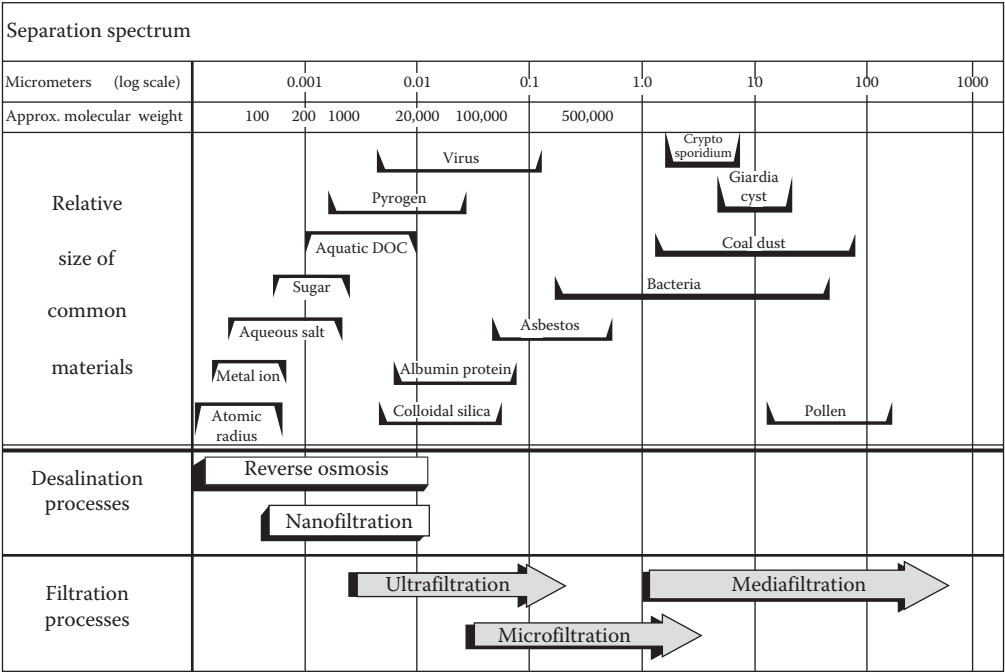 Separation spectrum
Micrometers (log scale) 0.001 0.01 0.1 1.0 10 100 1000
Approx. molecular weight 100 200 1000 20,000 100,000 500,000
Relative
size of
common
materials
Virus
Crypto
sporidium
Pyrogen
Giardia
cyst
Aquatic DOC
Coal dust
Sugar
Bacteria
Aqueous salt
Asbestos
Metal ion
Albumin protein
Atomic
radius
Colloidal silica
Pollen
Desalination
processes
Reverse osmosis
Nanofiltration
Filtration
processes
Ultrafiltration
Mediafiltration
Microfiltration